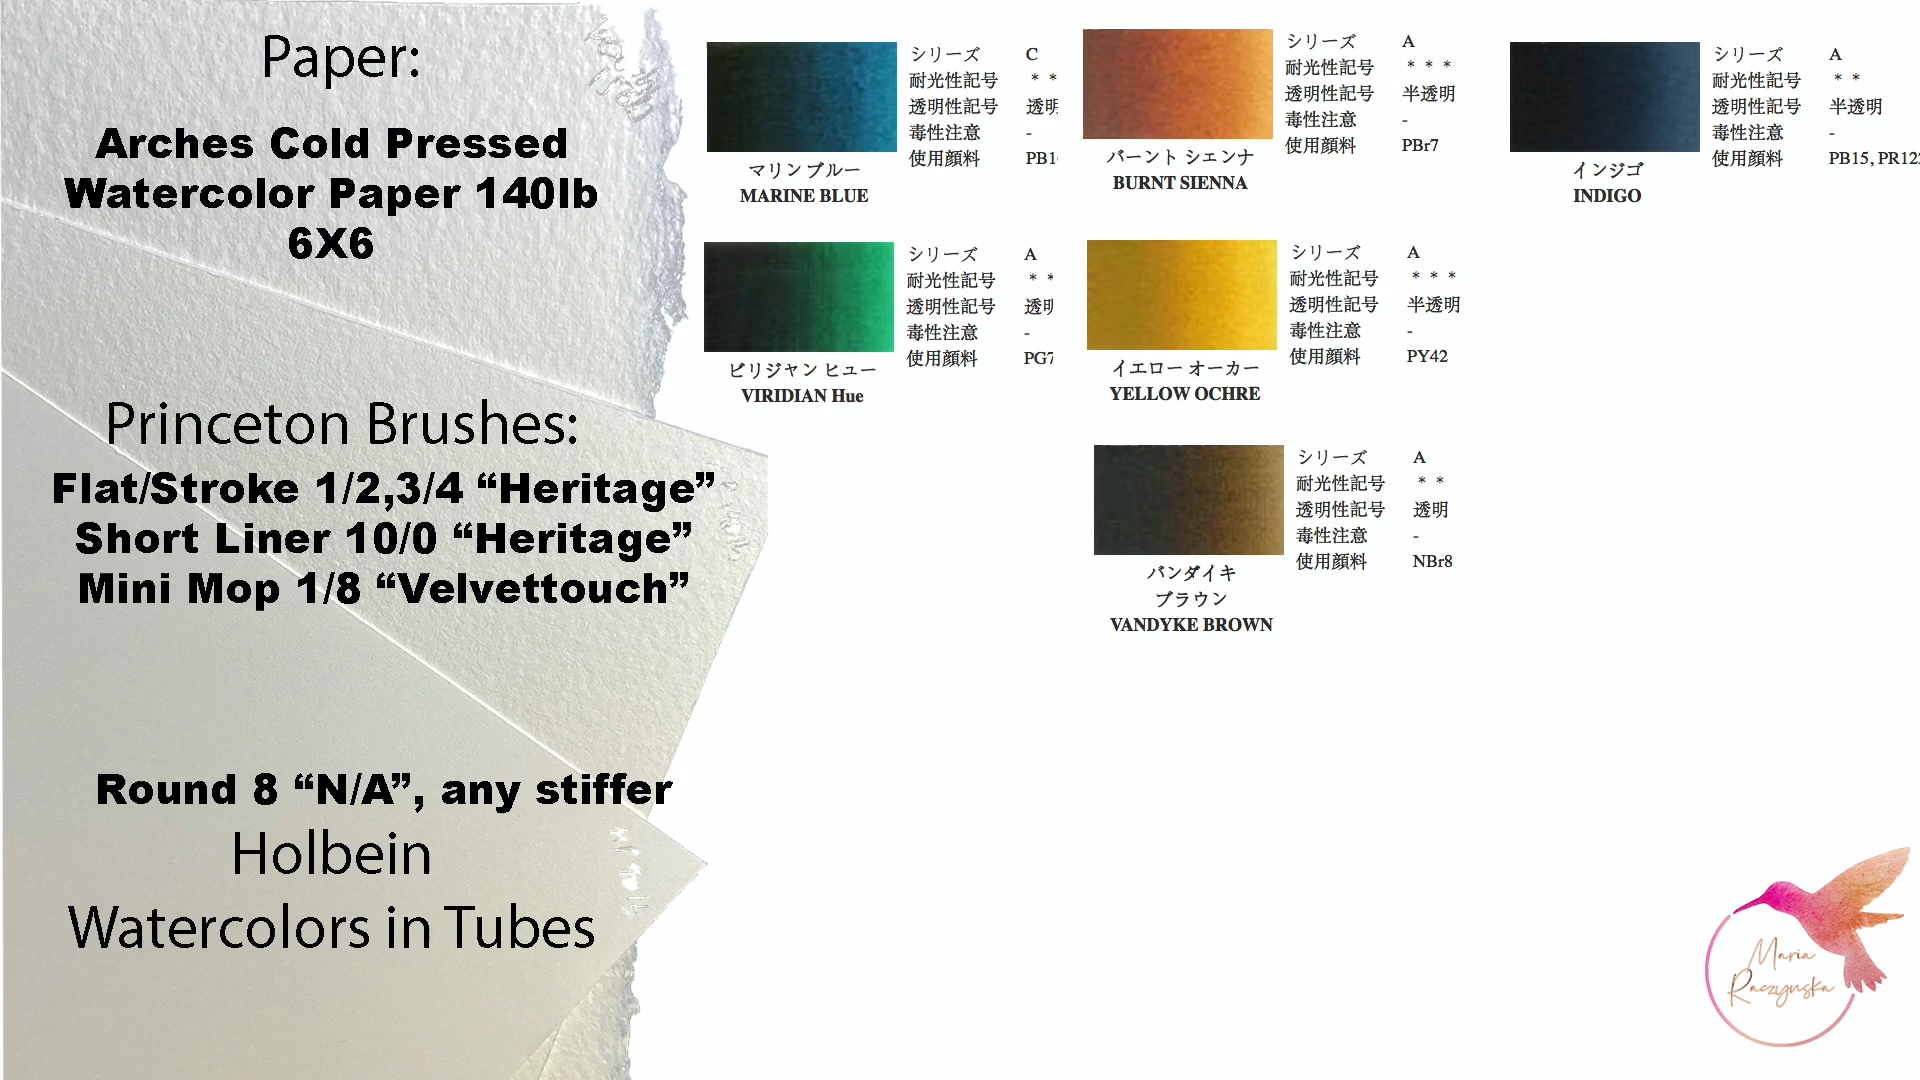 Paper:
Arches Cold Pressed
Watercolor Paper 140lb
6X6
Princeton Brushes:
Flat/Stroke 1/2,3/4 “Heritage”
Short Liner 10/0 “Heritage”
Mini Mop 1/8 “Velvettouch”
Round 8 “N/A”, any stiffer
Holbein
Watercolors in Tubes
シリーズ C
耐光性記号 * *
透明性記号 透明
毒性注意 -
使用顔料
マリン ブルー
MARINE BLUE
シリーズ A
耐光性記号 * * *
透明性記号 半透明
毒性注意 -
使用顔料 PBr7
バーント シェンナ
BURNT SIENNA
シリーズ A
耐光性記号 * *
透明性記号 半透明
毒性注意 -
使用顔料 PB15, PR122
インジゴ
INDIGO
シリーズ A
耐光性記号 * *
透明性記号 透明
毒性注意 -
使用顔料 PG7
ビリジャン ヒュー
VIRIDIAN Hue
シリーズ A
耐光性記号 * * *
透明性記号 半透明
毒性注意 -
使用顔料 PY42
イエロー オーカー
YELLOW OCHRE
シリーズ A
耐光性記号 * *
透明性記号 透明
毒性注意 -
使用顔料 NBr8
バンダイキ
ブラウン
VANDYKE BROWN
Maria
Raczynska